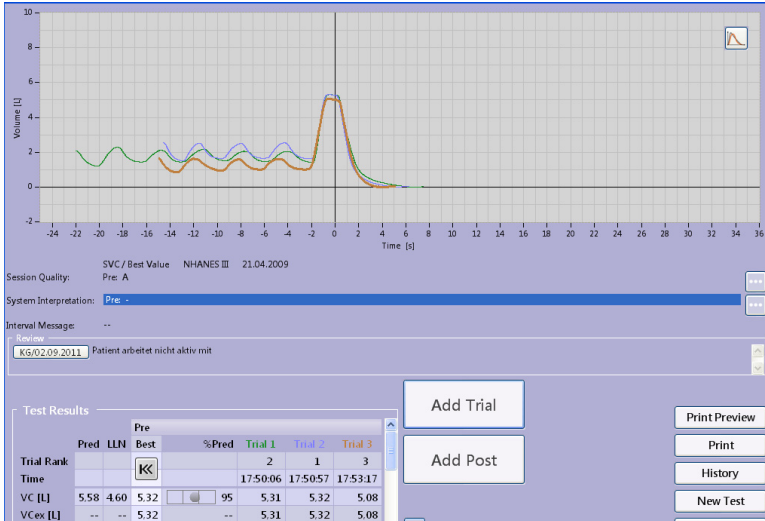 10
8
6
4
2
0
-2
Volume [L]
-24 -22 -20 -18 -16 -14 -12 -10 -8 -6 -4 -2 0 2 4 6 8 10 12 14 16 18 20 22 24 26 28 30 32 34 36
Time [s]
SVC / Best Value NHANES III 21.04.2009
Session Quality: Pre: A
System Interpretation: Pre: -
Interval Message: --
Review
KG/02.09.2011 Patient arbeitet nicht aktiv mit
Test Results
Pre
Pred LLN Best %Pred Trial 1 Trial 2 Trial 3
Trial Rank 2 1 3
Time 17:50:06 17:50:57 17:53:17
VC [L] 5.58 4.60 5.32 95 5.31 5.32 5.08
VCex [L] -- -- 5.32 -- 5.31 5.32 5.08
Add Trial
Add Post
Print Preview
Print
History
New Test